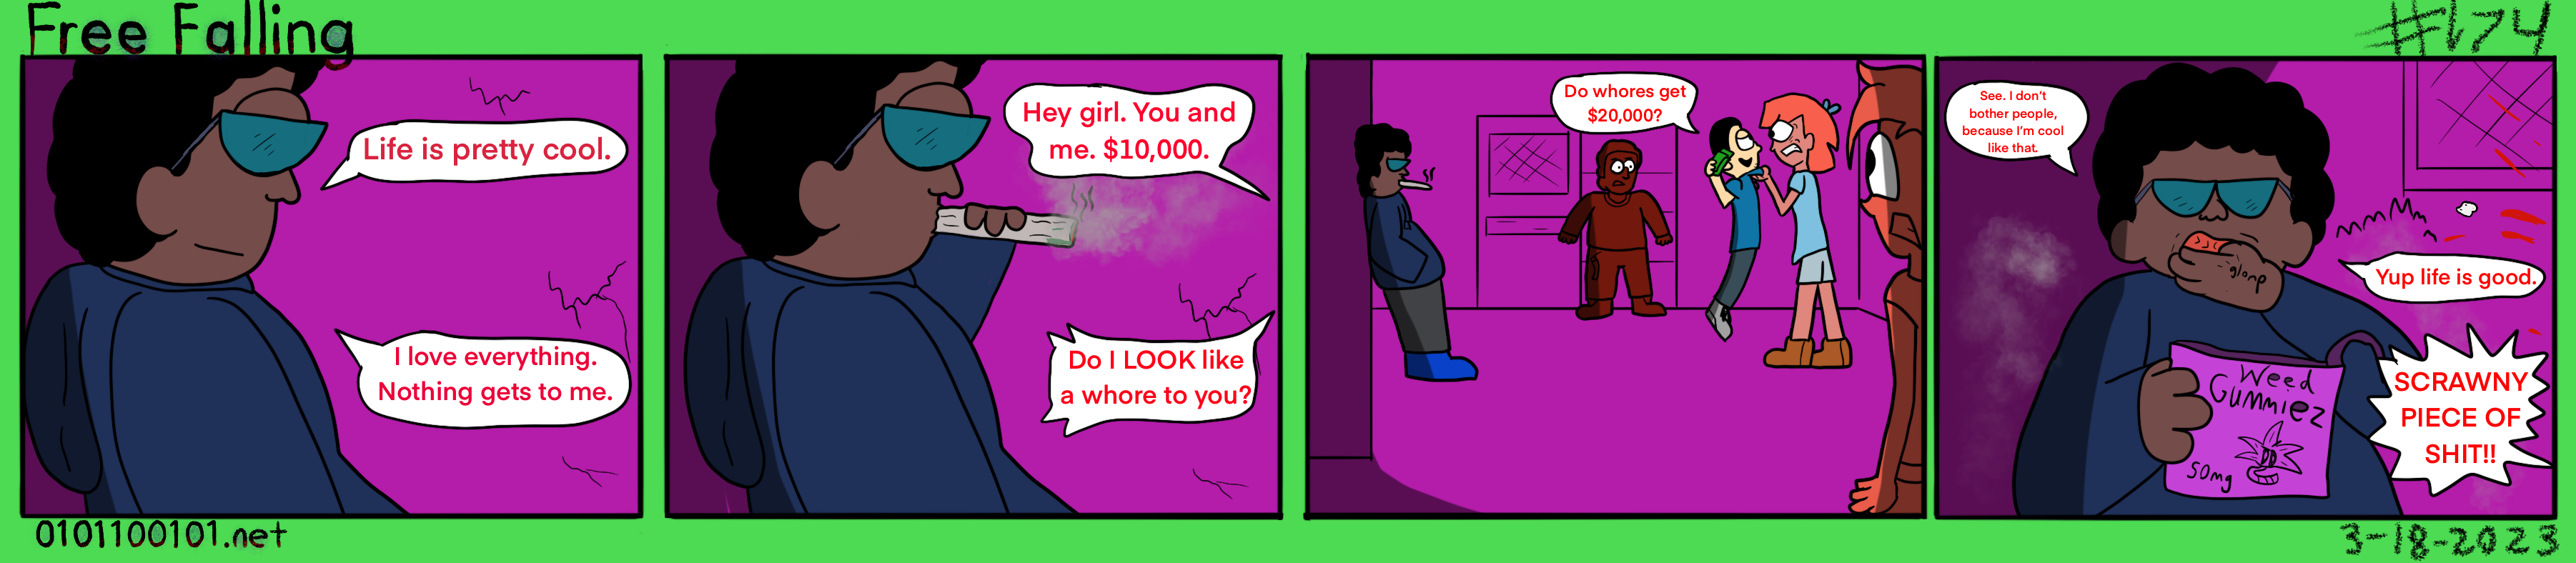 Free Falling
#174
Life is pretty cool.
I love everything.
Nothing gets to me.
Hey girl. You and
me. $10,000.
Do I LOOK like
a whore to you?
Do whores get
$20,000?
See. I don't
bother people,
because I'm cool
like that.
glomp
Yup life is good.
Weed
Gummiez
50mg
SCRAWNY
PIECE OF
SHIT!!
0101100101.net
3-18-2023